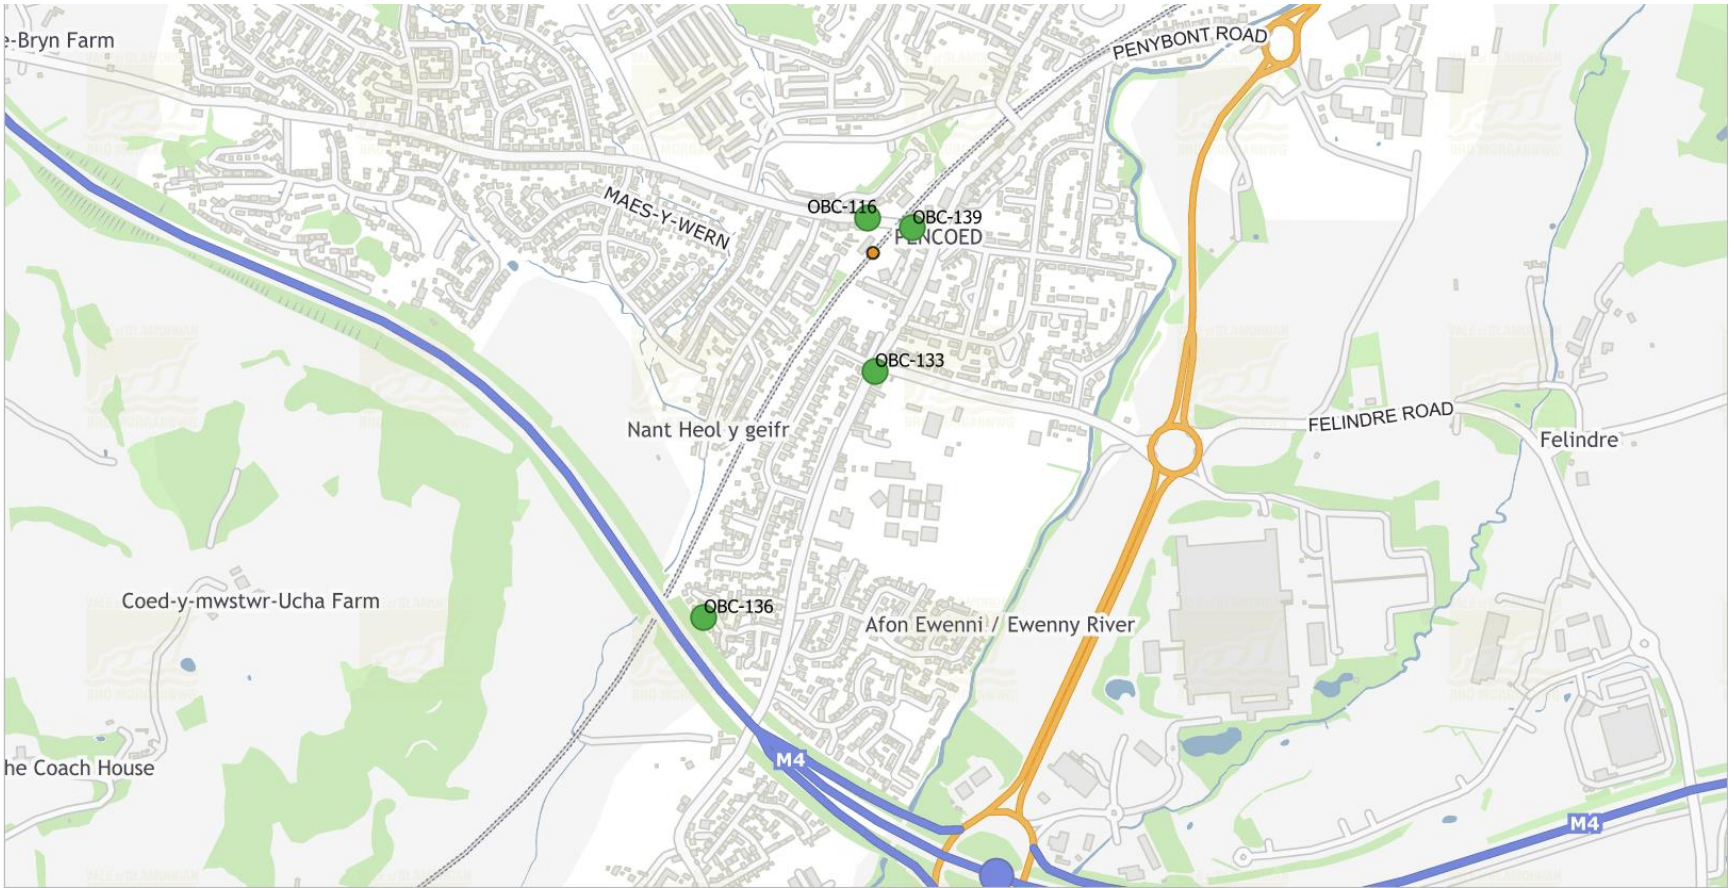 e-Bryn Farm
PENYBONT ROAD
MAES-Y-WERN
OBC-116
OBC-139
PENCOED
OBC-133
Nant Heol y geifr
FELINDRE ROAD
Felindre
Coed-y-mwstwr-Ucha Farm
OBC-136
Afon Ewenni / Ewenny River
he Coach House
M4
M4